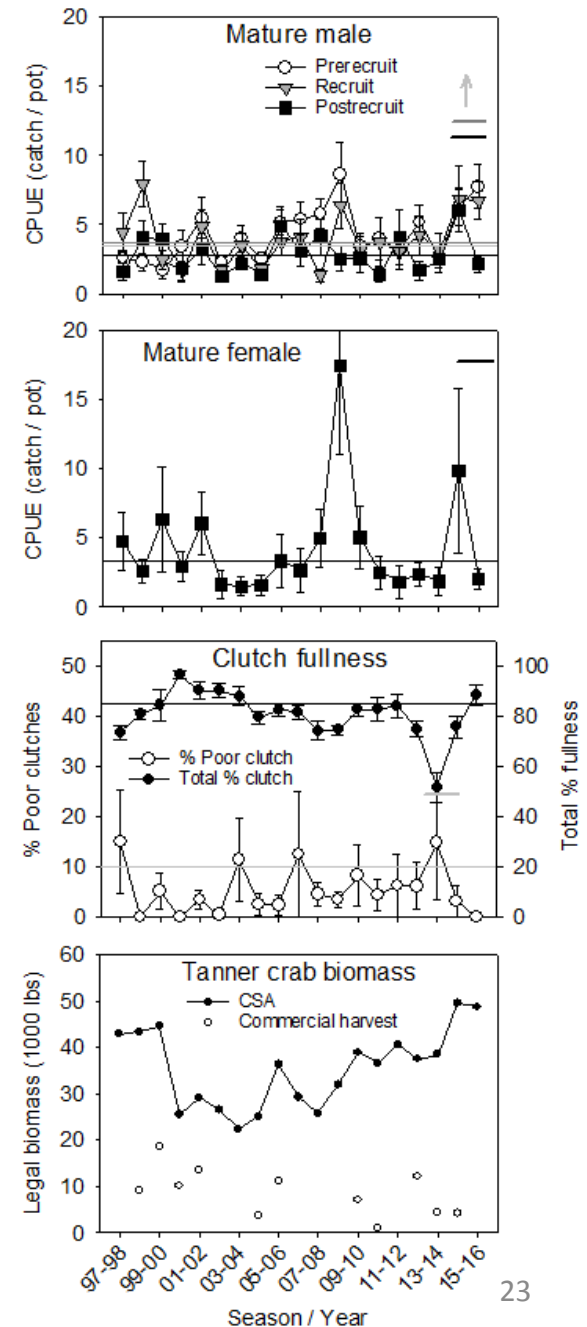 Mature male
Prerecruit
Recruit
Postrecruit
CPUE (catch / pot)
20
15
10
5
0
Mature female
CPUE (catch / pot)
20
15
10
5
0
Clutch fullness
% Poor clutch
Total % clutch
% Poor clutches
50
40
30
20
10
0
Total % fullness
100
80
60
40
20
0
Tanner crab biomass
CSA
Commercial harvest
Legal biomass (1000 lbs)
60
50
40
30
20
10
0
97-98
99-00
01-02
03-04
05-06
07-08
09-10
11-12
13-14
15-16
Season / Year
23